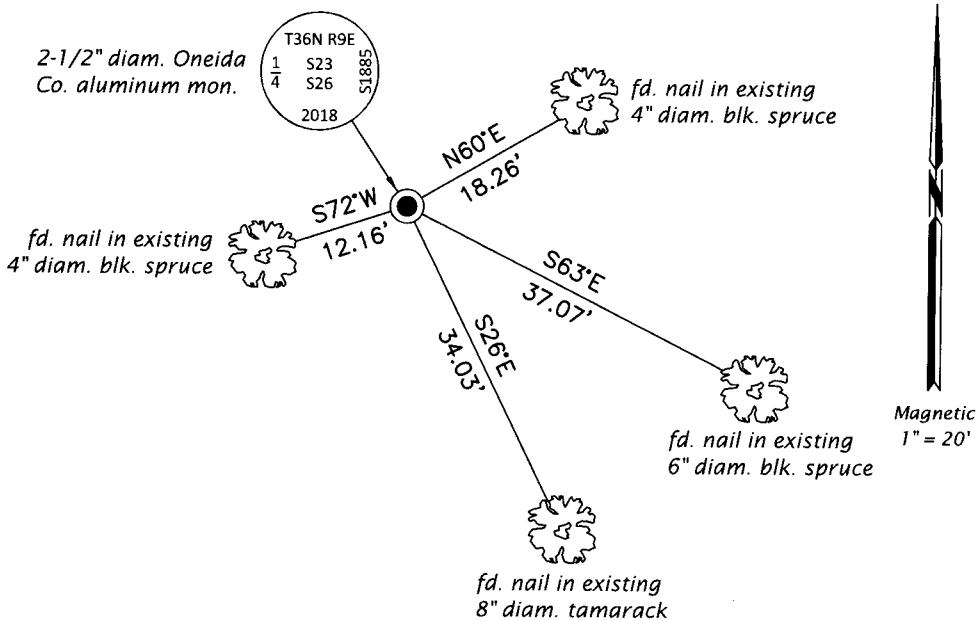 2-1/2" diam. Oneida
Co. aluminum mon.
T36N R9E
1
4
S23
S26
S1885
2018
fd. nail in existing
4" diam. blk. spruce
N60°E
18.26'
S72°W
12.16'
fd. nail in existing
4" diam. blk. spruce
S63°E
37.07'
S26°E
34.03'
fd. nail in existing
6" diam. blk. spruce
fd. nail in existing
8" diam. tamarack
N
Magnetic
1" = 20'